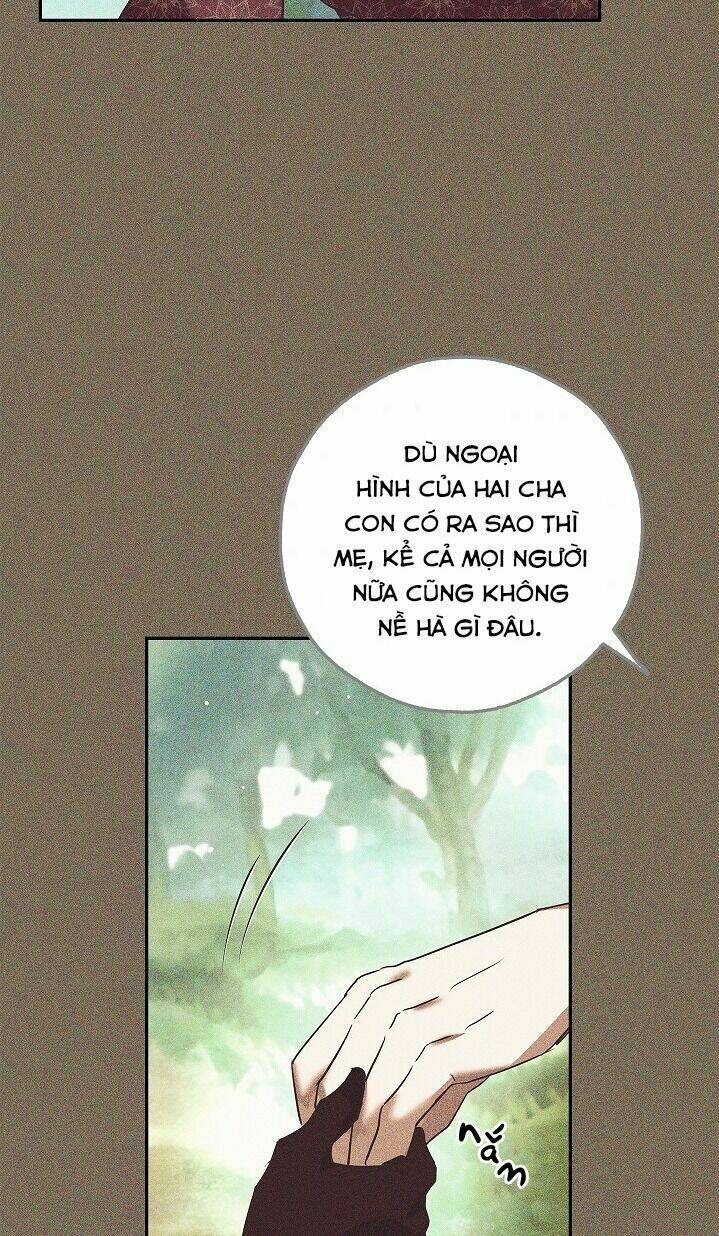 DÙ NGOẠI
HÌNH CỦA HAI CHA
CON CÓ RA SAO THÌ
MẸ, KỂ CẢ MỌI NGƯỜI
NỮA CŨNG KHÔNG
NỀ HÀ GÌ ĐÂU.
nắm